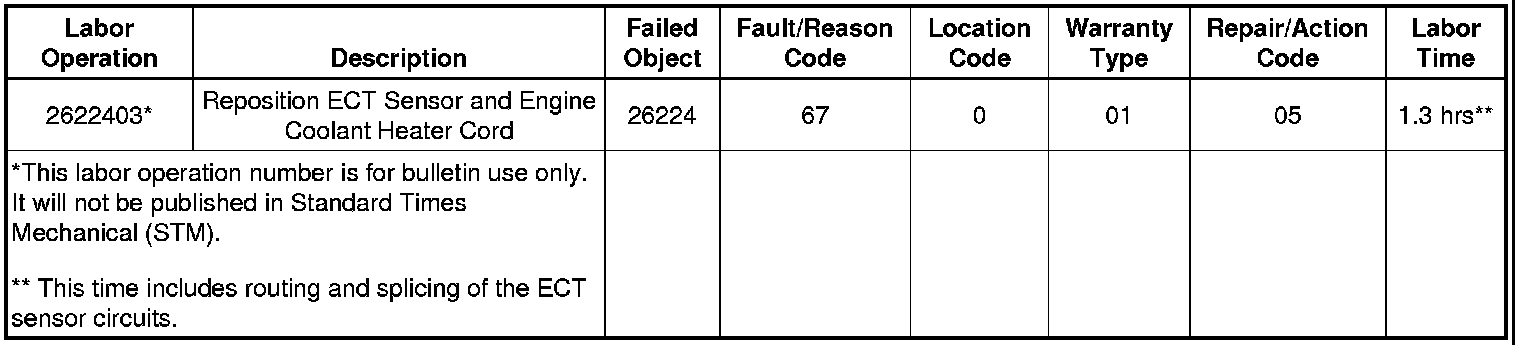 Labor Operation Description Failed Object Fault/Reason Code Location Code Warranty Type Repair/Action Code Labor Time
2622403* Reposition ECT Sensor and Engine Coolant Heater Cord 26224 67 0 01 05 1.3 hrs**
*This labor operation number is for bulletin use only.
It will not be published in Standard Times
Mechanical (STM).
** This time includes routing and splicing of the ECT
sensor circuits.